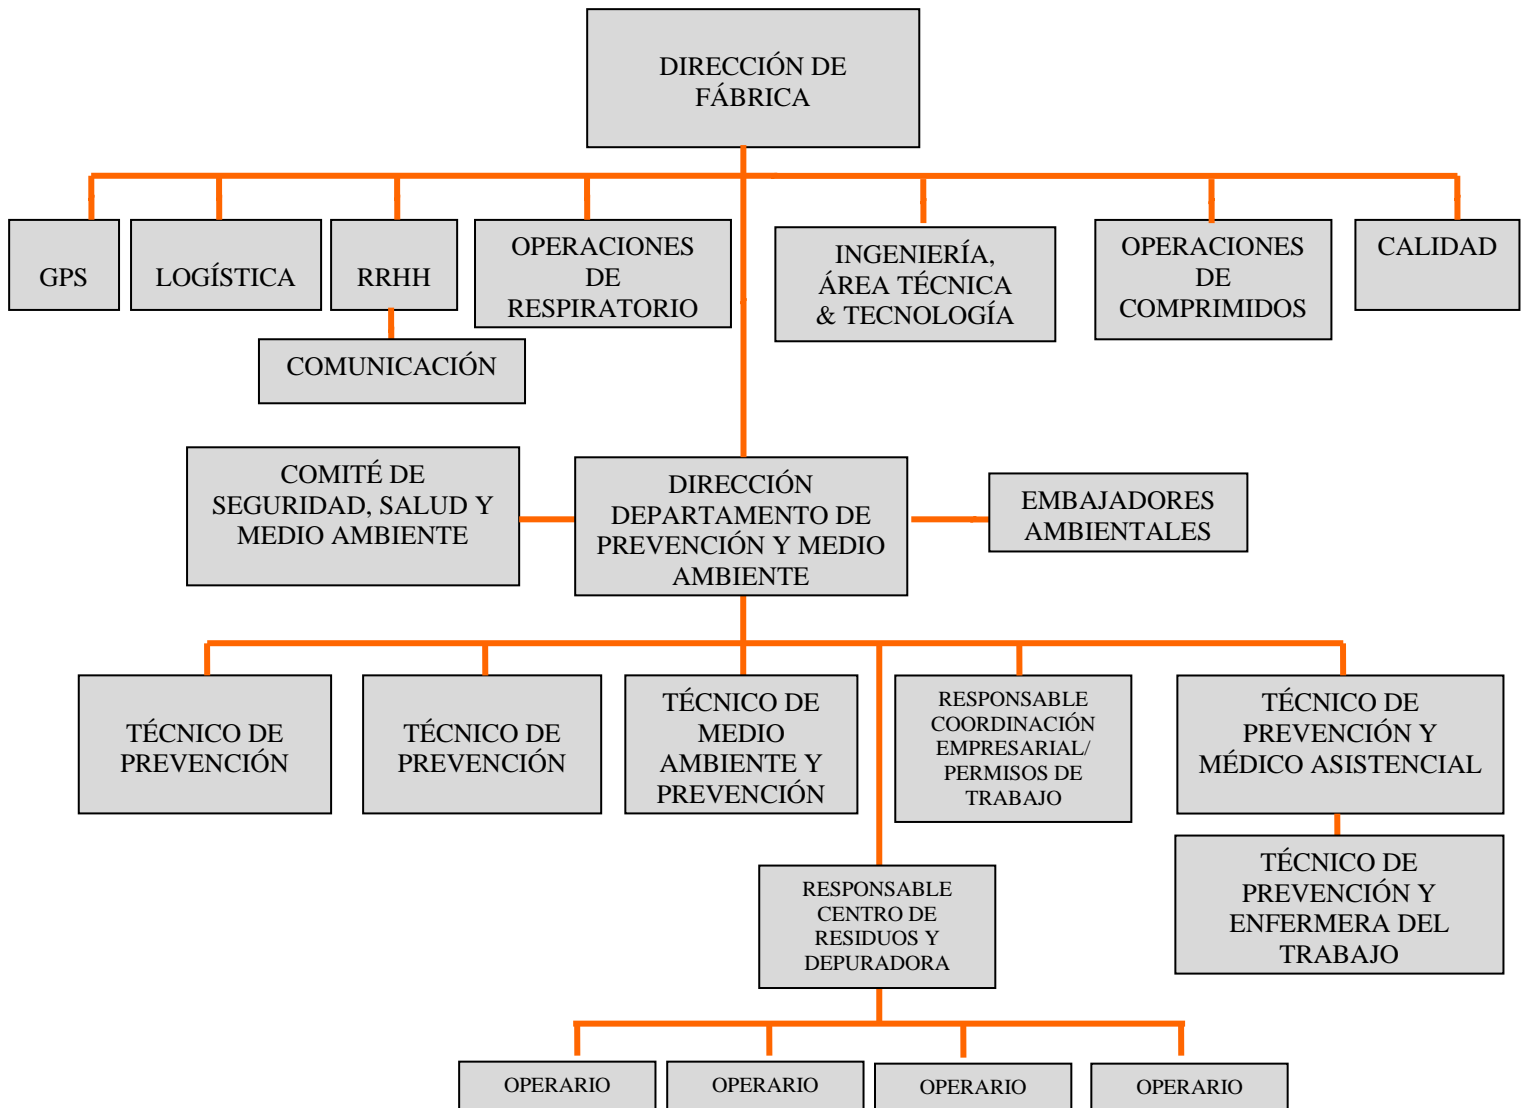 DIRECCIÓN DE
FÁBRICA
GPS
LOGÍSTICA
RRHH
OPERACIONES
DE
RESPIRATORIO
INGENIERÍA,
ÁREA TÉCNICA
& TECNOLOGÍA
OPERACIONES
DE
COMPRIMIDOS
CALIDAD
COMUNICACIÓN
COMITÉ DE
SEGURIDAD, SALUD Y
MEDIO AMBIENTE
DIRECCIÓN
DEPARTAMENTO DE
PREVENCIÓN Y MEDIO
AMBIENTE
EMBAJADORES
AMBIENTALES
TÉCNICO DE
PREVENCIÓN
TÉCNICO DE
PREVENCIÓN
TÉCNICO DE
MEDIO
AMBIENTE Y
PREVENCIÓN
RESPONSABLE
COORDINACIÓN
EMPRESARIAL/
PERMISOS DE
TRABAJO
TÉCNICO DE
PREVENCIÓN Y
MÉDICO ASISTENCIAL
TÉCNICO DE
PREVENCIÓN Y
ENFERMERA DEL
TRABAJO
RESPONSABLE
CENTRO DE
RESIDUOS Y
DEPURADORA
OPERARIO
OPERARIO
OPERARIO
OPERARIO